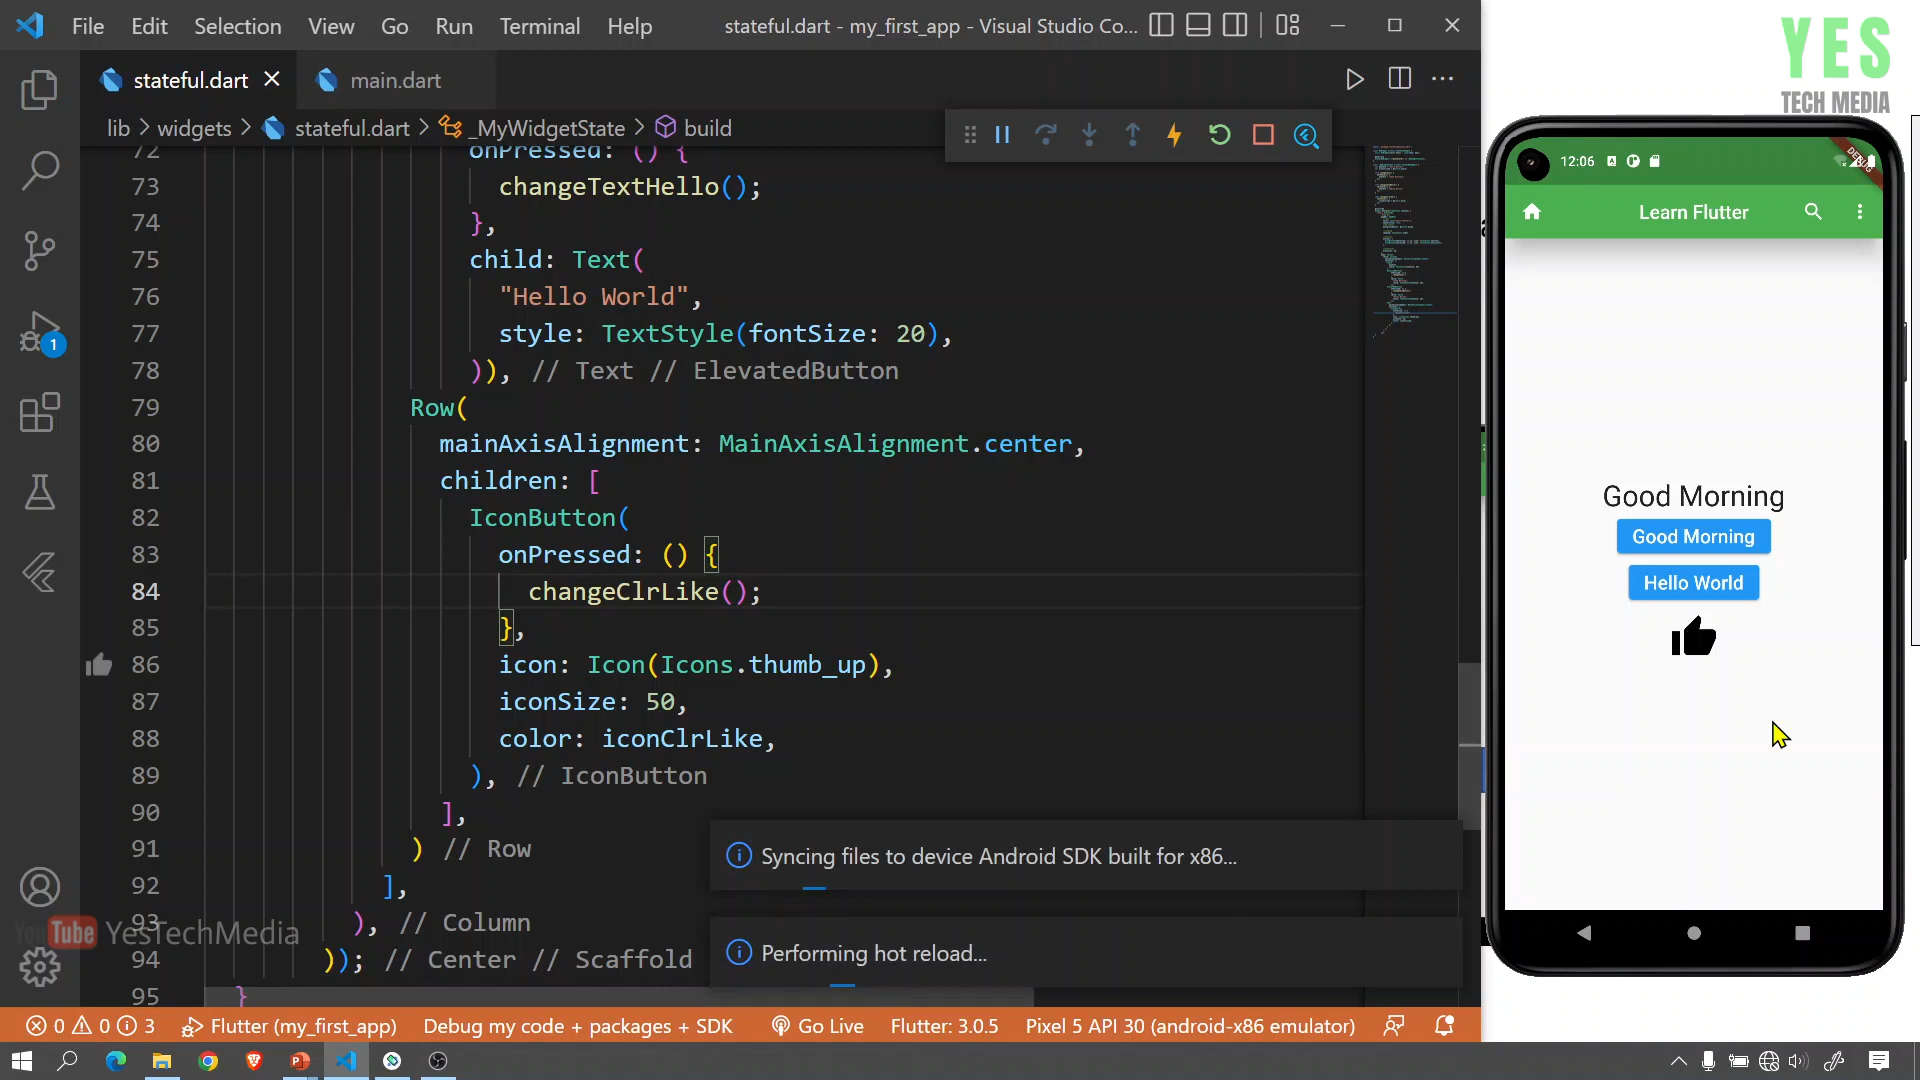 File Edit Selection View Go Run Terminal Help
stateful.dart - my_first_app - Visual Studio Co...
YES
TECH MEDIA
stateful.dart
main.dart
lib > widgets > stateful.dart > _MyWidgetState > build
72 onPressed: () {
73 changeTextHello();
74 },
75 child: Text(
76 "Hello World",
77 style: TextStyle(fontSize: 20),
78 )), // Text // ElevatedButton
79 Row(
80 mainAxisAlignment: MainAxisAlignment.center,
81 children: [
82 IconButton(
83 onPressed: () {
84 changeClrLike();
85 },
86 icon: Icon(Icons.thumb_up),
87 iconSize: 50,
88 color: iconClrLike,
89 ), // IconButton
90 ],
91 ) // Row
92 ],
93 ), // Column
94 )); // Center // Scaffold
95 }
Syncing files to device Android SDK built for x86...
Performing hot reload...
YouTube YesTechMedia
1
12:06
DEBUG
Learn Flutter
Good Morning
Good Morning
Hello World
0 0 3 Flutter (my_first_app) Debug my code + packages + SDK Go Live Flutter: 3.0.5 Pixel 5 API 30 (android-x86 emulator)